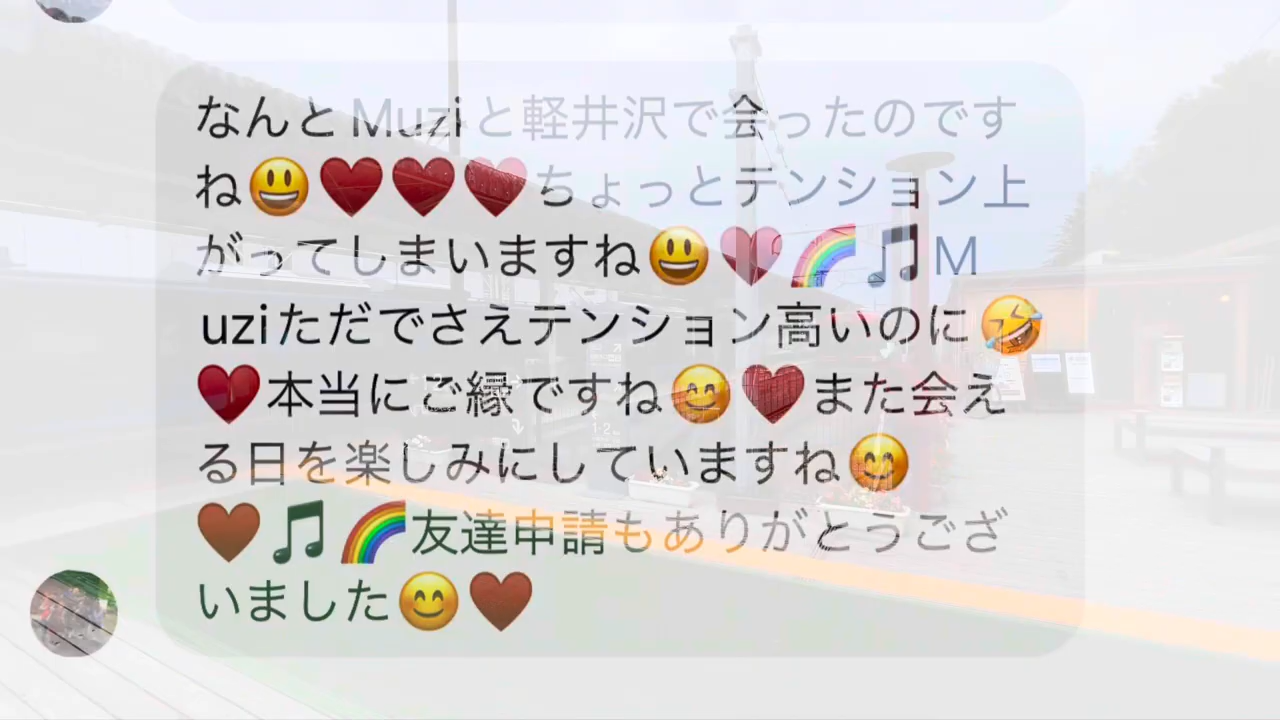 なんとMuziと軽井沢で会ったのです
ね😃❤️❤️❤️ちょっとテンション上
がってしまいますね😃❤️🌈🎵M
uziただでさえテンション高いのに🤣
❤️本当にご縁ですね😊❤️また会え
る日を楽しみにしていますね😊
❤️🎵🌈友達申請もありがとうござ
いました😊❤️